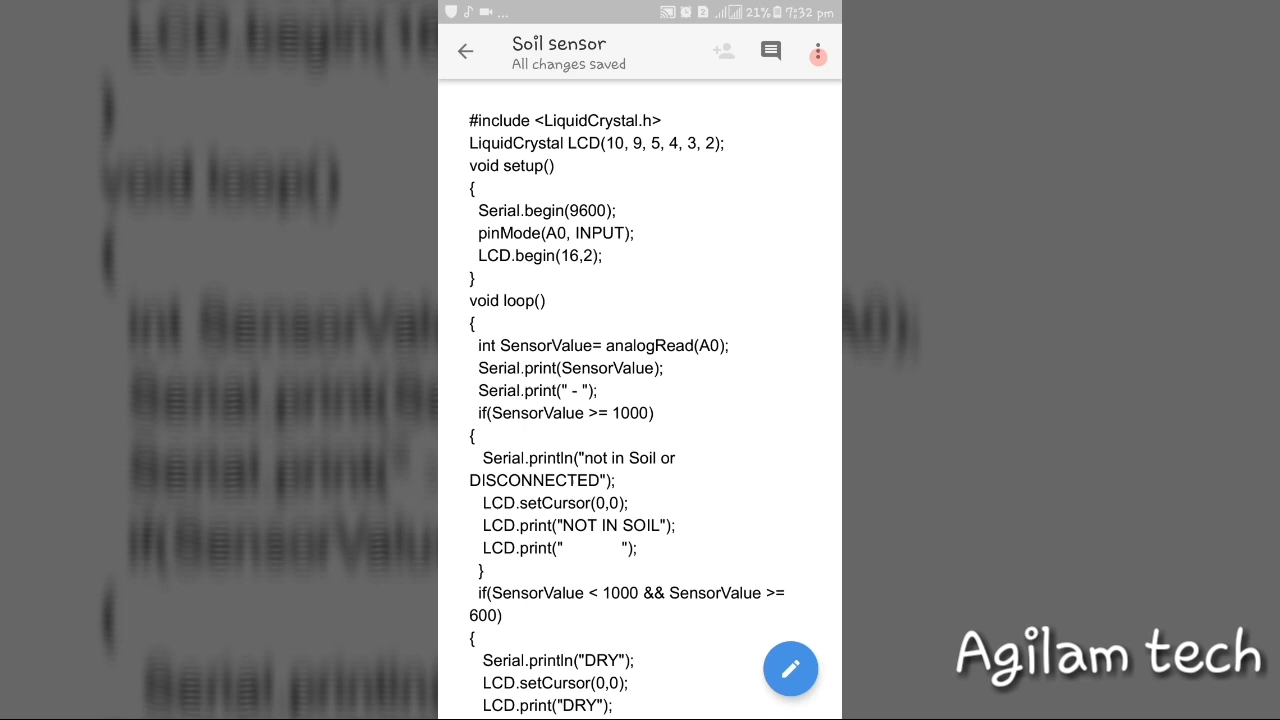 ... 21% 7:32 pm
Soil sensor
All changes saved
#include <LiquidCrystal.h>
LiquidCrystal LCD(10, 9, 5, 4, 3, 2);
void setup()
{
Serial.begin(9600);
pinMode(A0, INPUT);
LCD.begin(16,2);
}
void loop()
{
int SensorValue= analogRead(A0);
Serial.print(SensorValue);
Serial.print(" - ");
if(SensorValue >= 1000)
{
Serial.println("not in Soil or
DISCONNECTED");
LCD.setCursor(0,0);
LCD.print("NOT IN SOIL");
LCD.print("             ");
}
if(SensorValue < 1000 && SensorValue >=
600)
{
Serial.println("DRY");
LCD.setCursor(0,0);
LCD.print("DRY");
Agilam tech